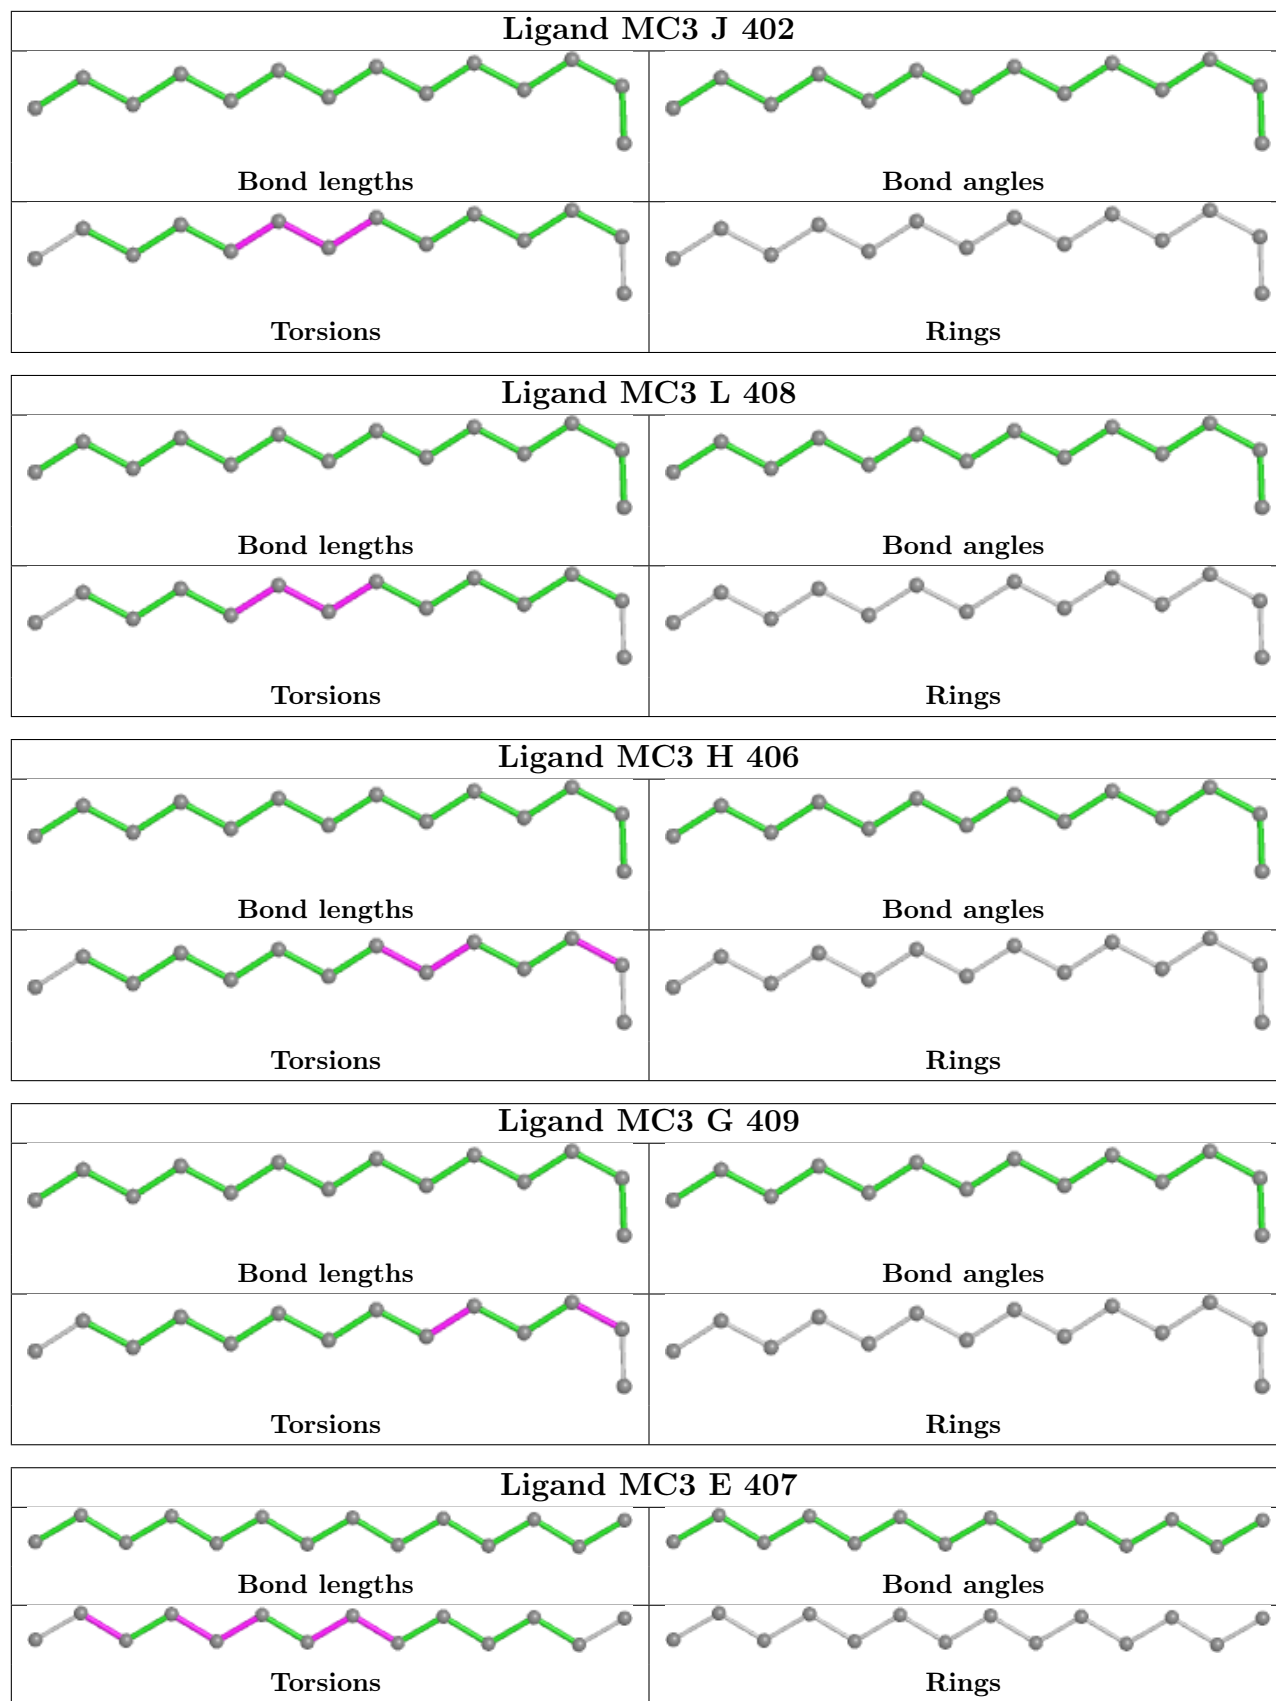 Ligand MC3 J 402
Bond lengths Bond angles
Torsions Rings
Ligand MC3 L 408
Bond lengths Bond angles
Torsions Rings
Ligand MC3 H 406
Bond lengths Bond angles
Torsions Rings
Ligand MC3 G 409
Bond lengths Bond angles
Torsions Rings
Ligand MC3 E 407
Bond lengths Bond angles
Torsions Rings